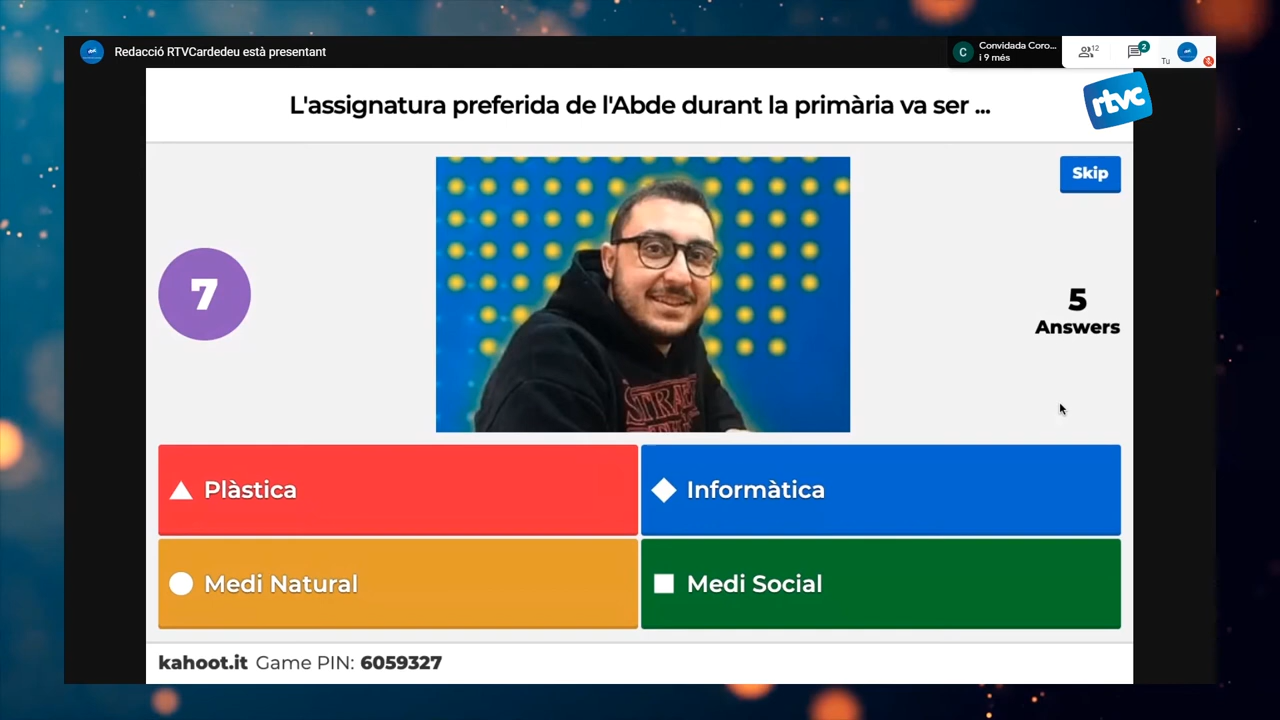 Redacció RTVCardedeu està presentant
Convidada Coro...
i 9 més
12
2
Tu
rtvc
L'assignatura preferida de l'Abde durant la primària va ser ...
Skip
7
5
Answers
Plàstica
Informàtica
Medi Natural
Medi Social
kahoot.it Game PIN: 6059327